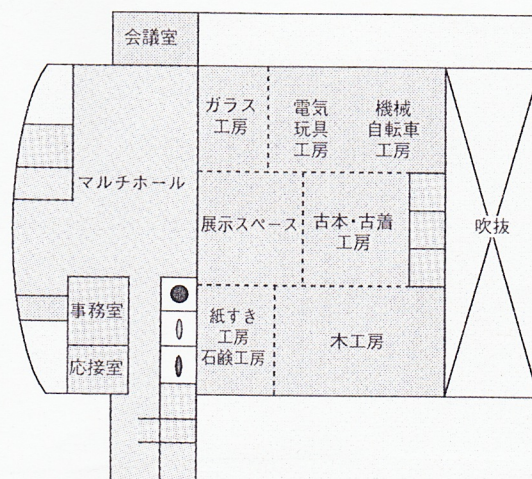 会議室
ガラス
工房
電気
玩具
工房
機械
自転車
工房
マルチホール
展示スペース
古本・古着
工房
吹抜
事務室
応接室
紙すき
工房
石鹸工房
木工房